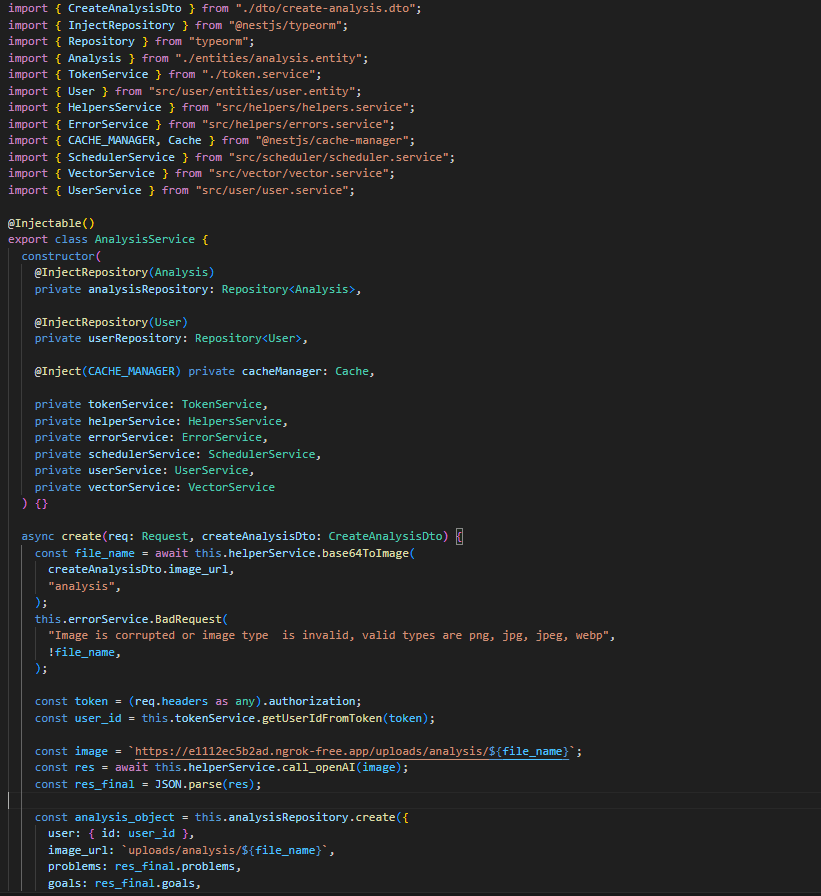 import { CreateAnalysisDto } from "./dto/create-analysis.dto";
import { InjectRepository } from "@nestjs/typeorm";
import { Repository } from "typeorm";
import { Analysis } from "./entities/analysis.entity";
import { TokenService } from "./token.service";
import { User } from "src/user/entities/user.entity";
import { HelpersService } from "src/helpers/helpers.service";
import { ErrorService } from "src/helpers/errors.service";
import { CACHE_MANAGER, Cache } from "@nestjs/cache-manager";
import { SchedulerService } from "src/scheduler/scheduler.service";
import { VectorService } from "src/vector/vector.service";
import { UserService } from "src/user/user.service";

@Injectable()
export class AnalysisService {
  constructor(
    @InjectRepository(Analysis)
    private analysisRepository: Repository<Analysis>,

    @InjectRepository(User)
    private userRepository: Repository<User>,

    @Inject(CACHE_MANAGER) private cacheManager: Cache,

    private tokenService: TokenService,
    private helperService: HelpersService,
    private errorService: ErrorService,
    private schedulerService: SchedulerService,
    private userService: UserService,
    private vectorService: VectorService
  ) {}

  async create(req: Request, createAnalysisDto: CreateAnalysisDto) {
    const file_name = await this.helperService.base64ToImage(
      createAnalysisDto.image_url,
      "analysis",
    );
    this.errorService.BadRequest(
      "Image is corrupted or image type  is invalid, valid types are png, jpg, jpeg, webp",
      !file_name,
    );

    const token = (req.headers as any).authorization;
    const user_id = this.tokenService.getUserIdFromToken(token);

    const image = `https://e1112ec5b2ad.ngrok-free.app/uploads/analysis/${file_name}`;
    const res = await this.helperService.call_openAI(image);
    const res_final = JSON.parse(res);

    const analysis_object = this.analysisRepository.create({
      user: { id: user_id },
      image_url: `uploads/analysis/${file_name}`,
      problems: res_final.problems,
      goals: res_final.goals,